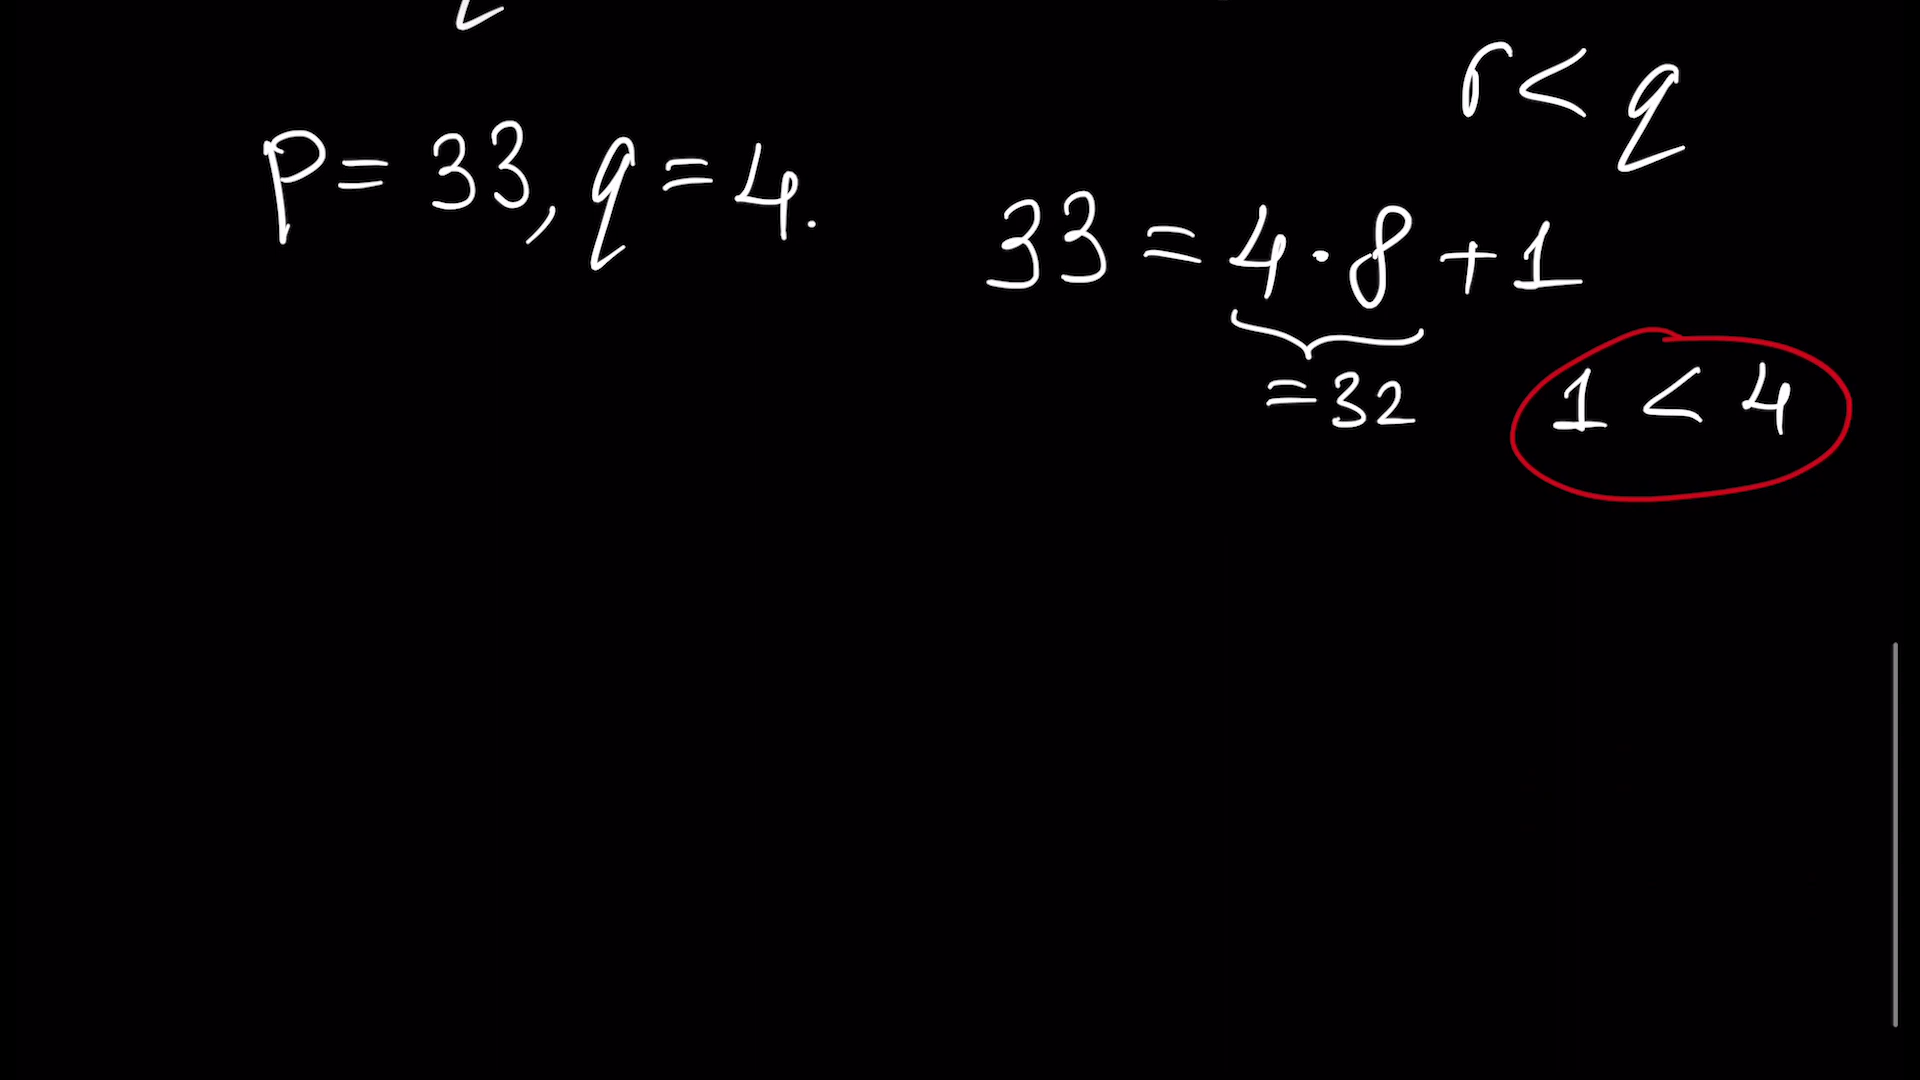 r < q
p = 33, q = 4.
33 = 4 · 8 + 1
= 32
1 < 4